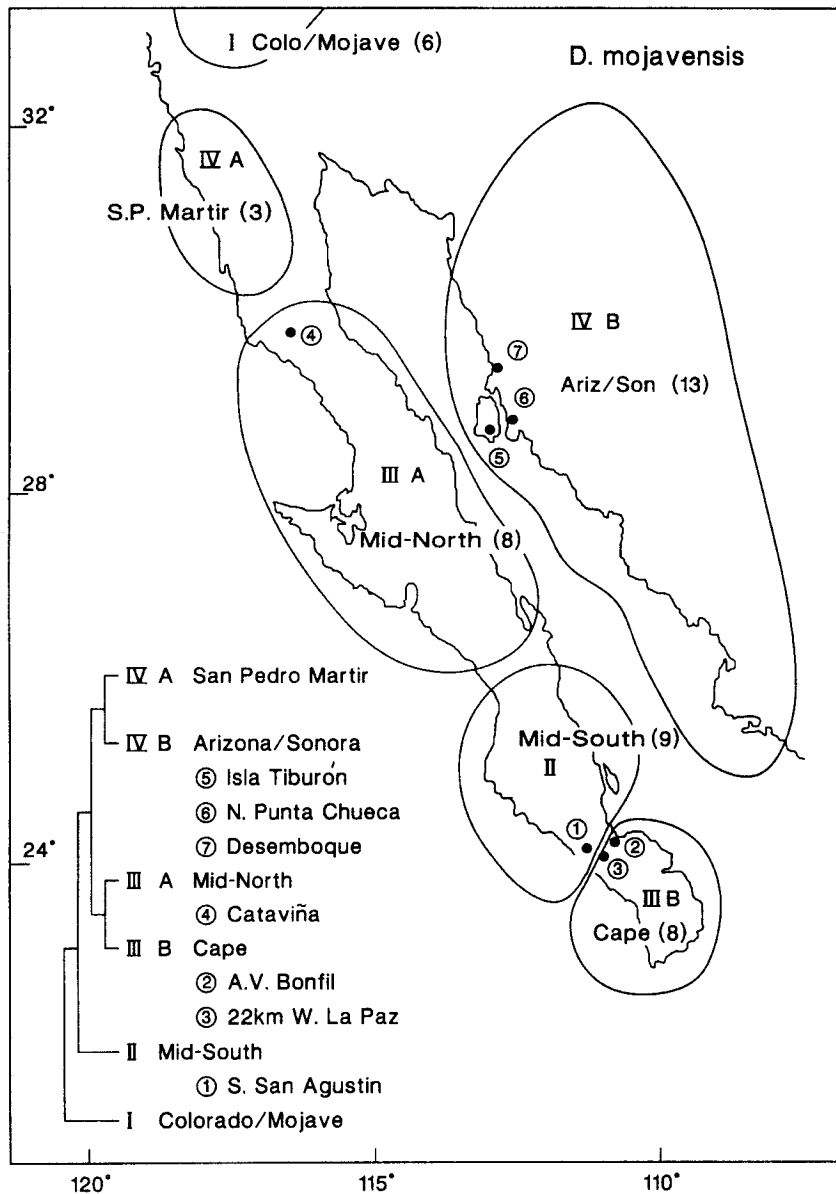 I Colo/Mojave (6)
D. mojavensis
32°
IV A
S.P. Martir (3)
IV B
④
⑦
Ariz/Son (13)
⑥
⑤
28°
III A
Mid-North (8)
Mid-South (9)
II
①
②
③
24°
III B
Cape (8)
IV A San Pedro Martir
IV B Arizona/Sonora
⑤ Isla Tiburón
⑥ N. Punta Chueca
⑦ Desemboque
III A Mid-North
④ Cataviña
III B Cape
② A.V. Bonfil
③ 22km W. La Paz
II Mid-South
① S. San Agustin
I Colorado/Mojave
120°
115°
110°